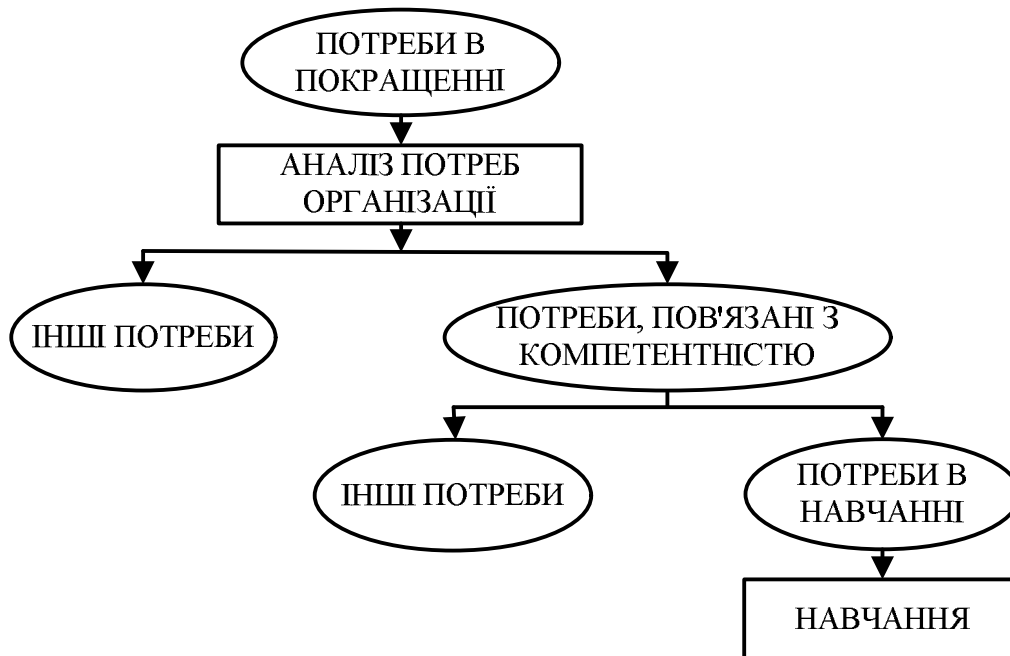 ПОТРЕБИ В
ПОКРАЩЕННІ
АНАЛІЗ ПОТРЕБ
ОРГАНІЗАЦІЇ
ІНШІ ПОТРЕБИ
ПОТРЕБИ, ПОВ'ЯЗАНІ З
КОМПЕТЕНТНІСТЮ
ІНШІ ПОТРЕБИ
ПОТРЕБИ В
НАВЧАННІ
НАВЧАННЯ